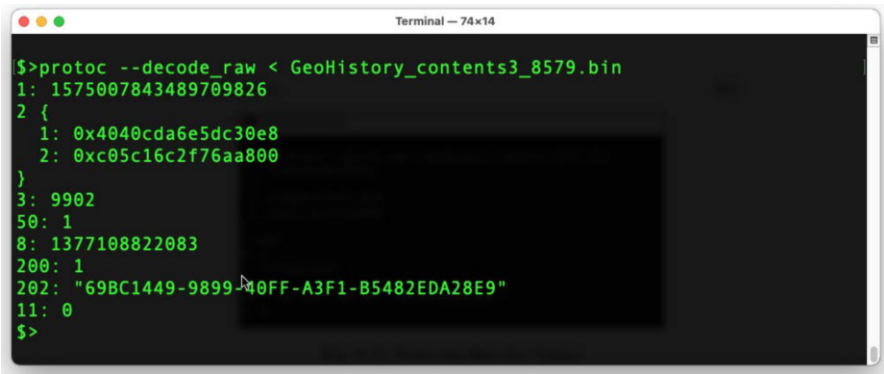 Terminal — 74×14
$>protoc --decode_raw < GeoHistory_contents3_8579.bin
1: 1575007843489709826
2 {
  1: 0x4040cda6e5dc30e8
  2: 0xc05c16c2f76aa800
}
3: 9902
50: 1
8: 1377108822083
200: 1
202: "69BC1449-9899-40FF-A3F1-B5482EDA28E9"
11: 0
$>